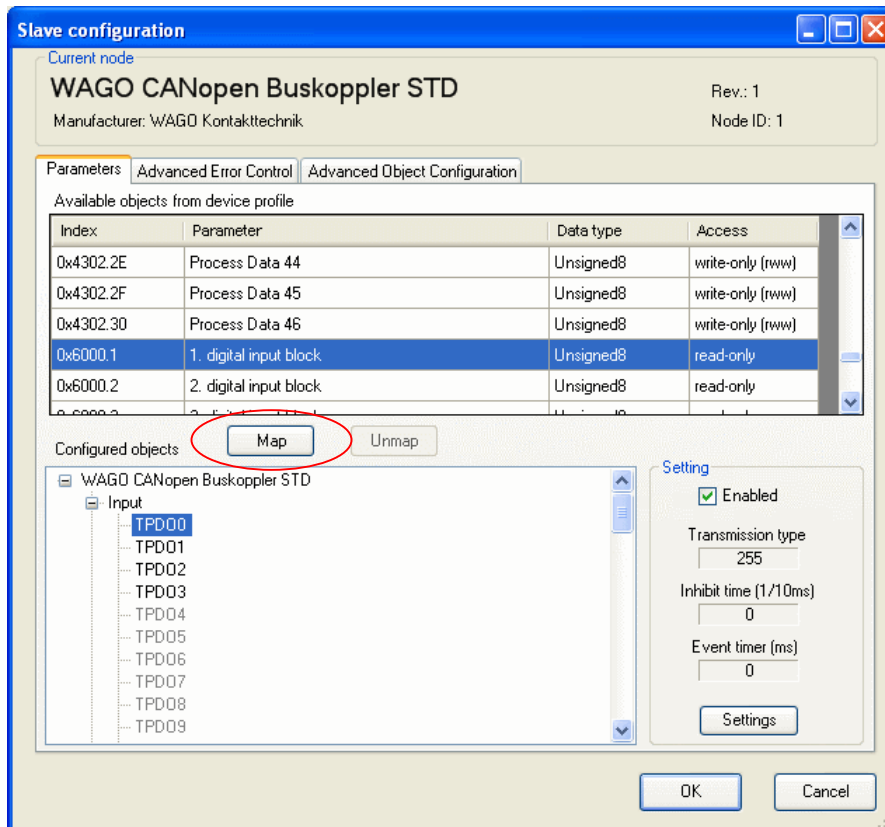 Slave configuration
Current node
WAGO CANopen Buskoppler STD
Rev.: 1
Manufacturer: WAGO Kontakttechnik
Node ID: 1
Parameters Advanced Error Control Advanced Object Configuration
Available objects from device profile
Index Parameter Data type Access
0x4302.2E Process Data 44 Unsigned8 write-only (rww)
0x4302.2F Process Data 45 Unsigned8 write-only (rww)
0x4302.30 Process Data 46 Unsigned8 write-only (rww)
0x6000.1 1. digital input block Unsigned8 read-only
0x6000.2 2. digital input block Unsigned8 read-only
Configured objects Map Unmap
WAGO CANopen Buskoppler STD
Input
TPDO0
TPDO1
TPDO2
TPDO3
TPDO4
TPDO5
TPDO6
TPDO7
TPDO8
TPDO9
Setting
Enabled
Transmission type
255
Inhibit time (1/10ms)
0
Event timer (ms)
0
Settings
OK Cancel